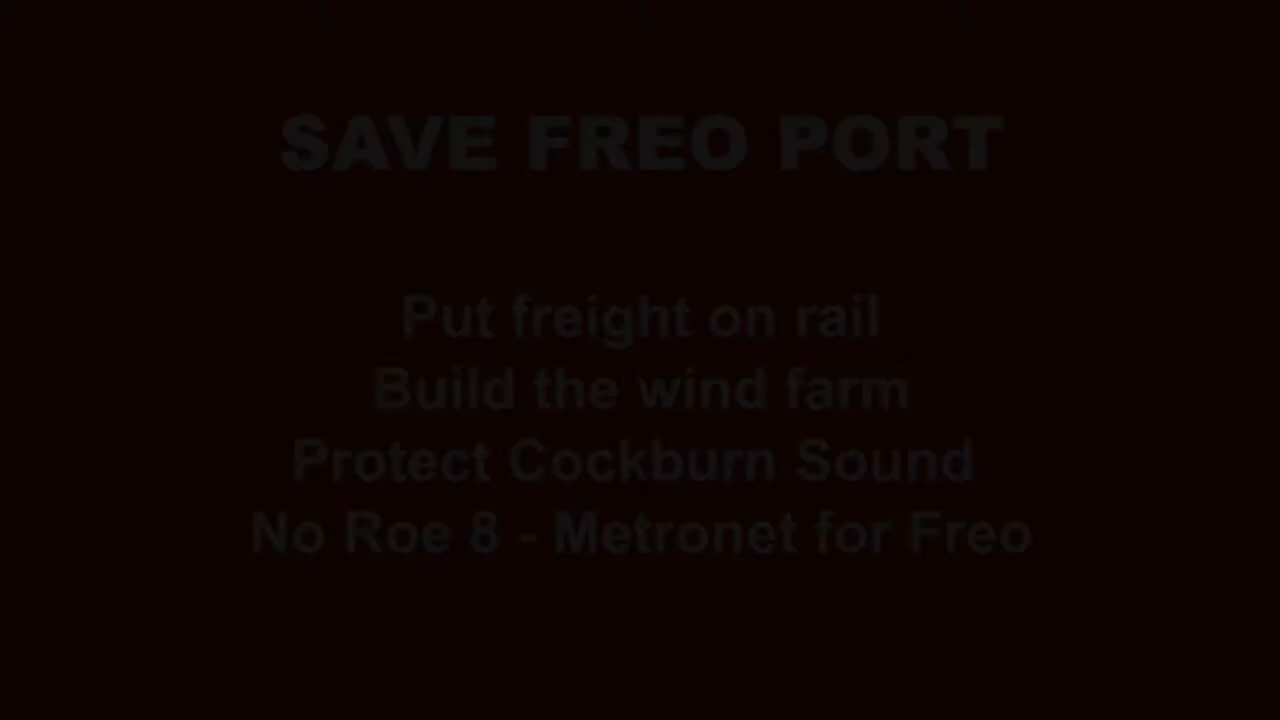 SAVE FREO PORT
Put freight on rail
Build the wind farm
Protect Cockburn Sound
No Roe 8 - Metronet for Freo